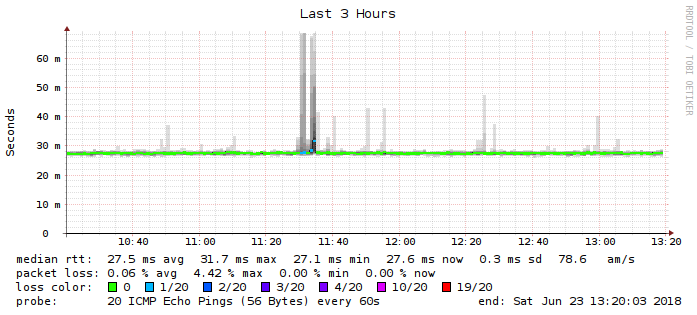 Last 3 Hours
RRDTOOL / TOBI OETIKER
Seconds
60 m
50 m
40 m
30 m
20 m
10 m
0
10:40 11:00 11:20 11:40 12:00 12:20 12:40 13:00 13:20
median rtt: 27.5 ms avg 31.7 ms max 27.1 ms min 27.6 ms now 0.3 ms sd 78.6 am/s
packet loss: 0.06 % avg 4.42 % max 0.00 % min 0.00 % now
loss color: 0 1/20 2/20 3/20 4/20 10/20 19/20
probe: 20 ICMP Echo Pings (56 Bytes) every 60s end: Sat Jun 23 13:20:03 2018